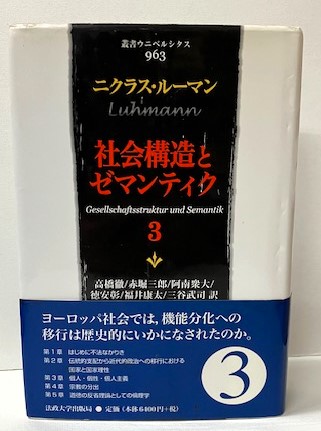 叢書ウニベルシタス
963
ニクラス・ルーマン
Luhmann
社会構造と
ゼマンティク
Gesellschaftsstruktur und Semantik
3
高橋徹/赤堀三郎/阿南衆大/
徳安彰/福井康太/三谷武司 訳
ヨーロッパ社会では,機能分化への
移行は歴史的にいかになされたのか。
第1章 はじめに不法ながりき
第2章 伝統的支配から近代的政治への移行における
国家と国家理性
第3章 個人・個性・個人主義
第4章 宗教の分出
第5章 道徳の反省理論としての倫理学
3
法政大学出版局 ・ 定価(本体6400円+税)